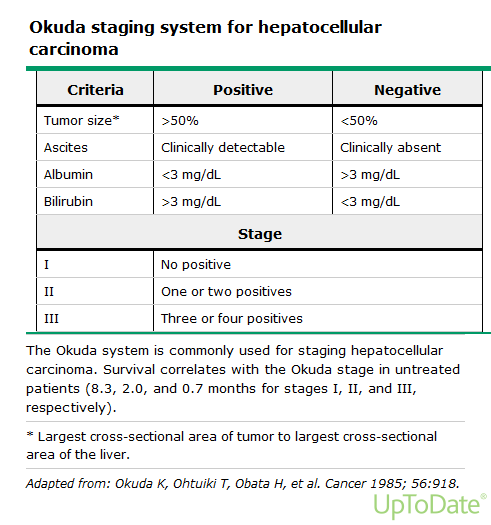 Okuda staging system for hepatocellular
carcinoma
Criteria Positive Negative
Tumor size* >50% <50%
Ascites Clinically detectable Clinically absent
Albumin <3 mg/dL >3 mg/dL
Bilirubin >3 mg/dL <3 mg/dL
Stage
I No positive
II One or two positives
III Three or four positives
The Okuda system is commonly used for staging hepatocellular
carcinoma. Survival correlates with the Okuda stage in untreated
patients (8.3, 2.0, and 0.7 months for stages I, II, and III,
respectively).
* Largest cross-sectional area of tumor to largest cross-sectional
area of the liver.
Adapted from: Okuda K, Ohtuiki T, Obata H, et al. Cancer 1985; 56:918.
UpToDate®